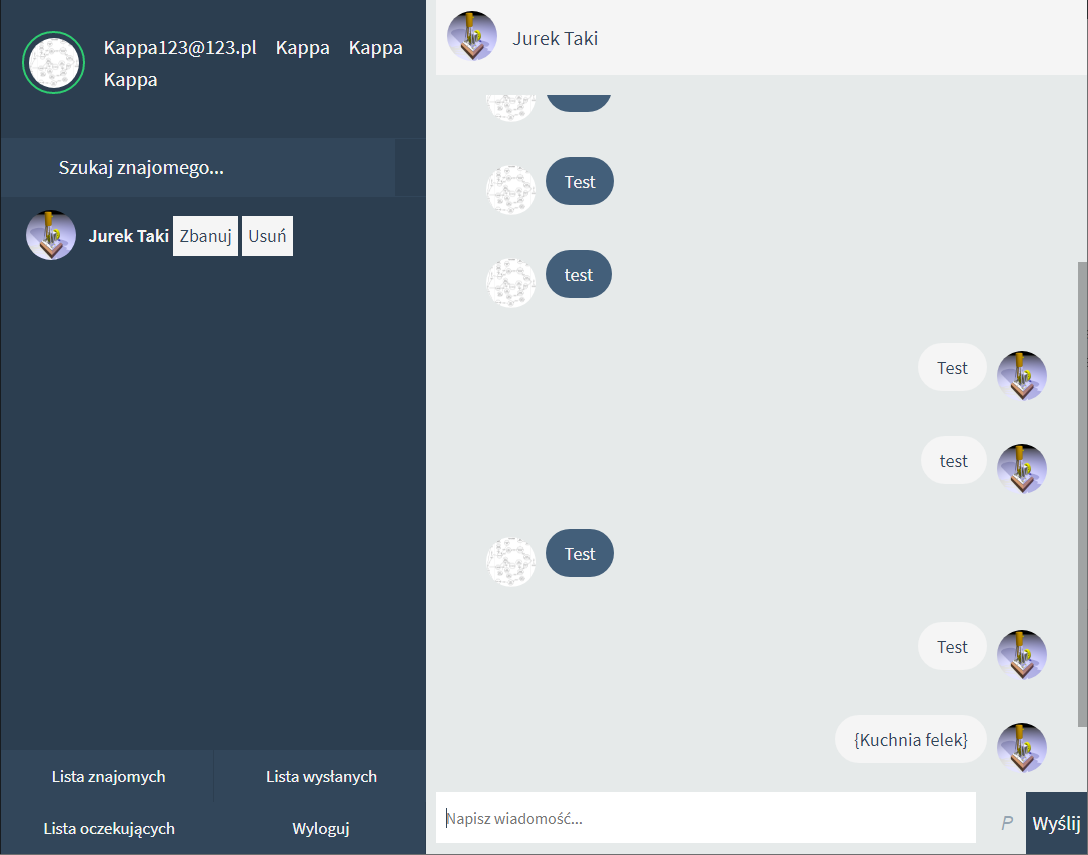 Kappa123@123.pl Kappa Kappa
Kappa
Szukaj znajomego...
Jurek Taki Zbanuj Usuń
Lista znajomych Lista wysłanych
Lista oczekujących Wyloguj
Jurek Taki
Test
test
Test
test
Test
Test
{Kuchnia felek}
Napisz wiadomość... P Wyślij